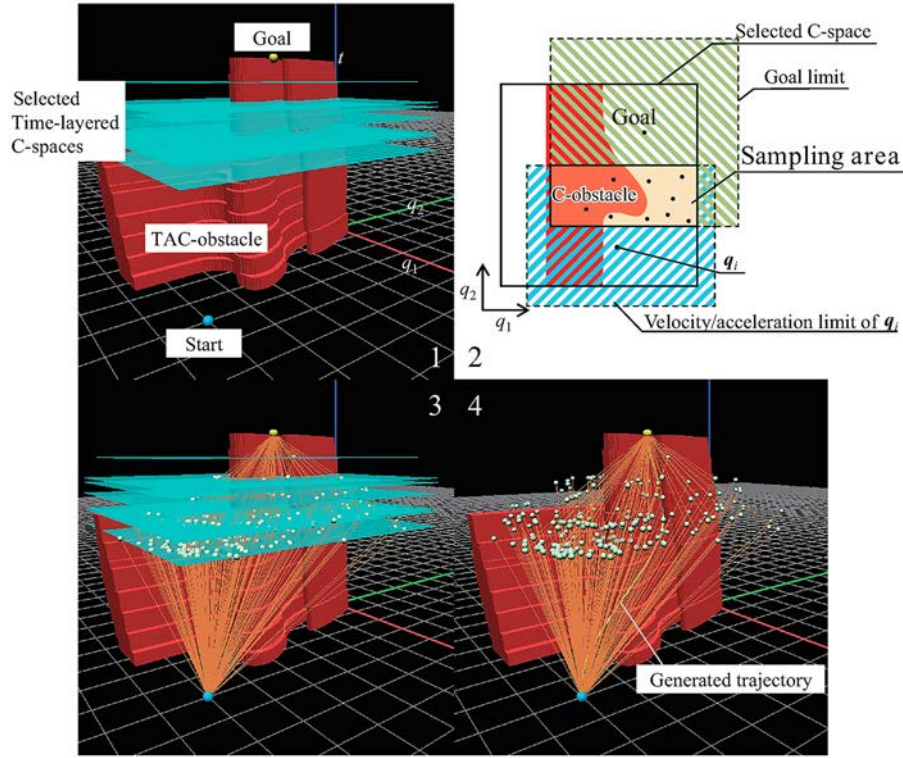 Goal
t
Selected
Time-layered
C-spaces
TAC-obstacle
q2
q1
Start
1
Selected C-space
Goal limit
Goal
Sampling area
C-obstacle
qi
q2
q1
Velocity/acceleration limit of qi
2
3
4
Generated trajectory